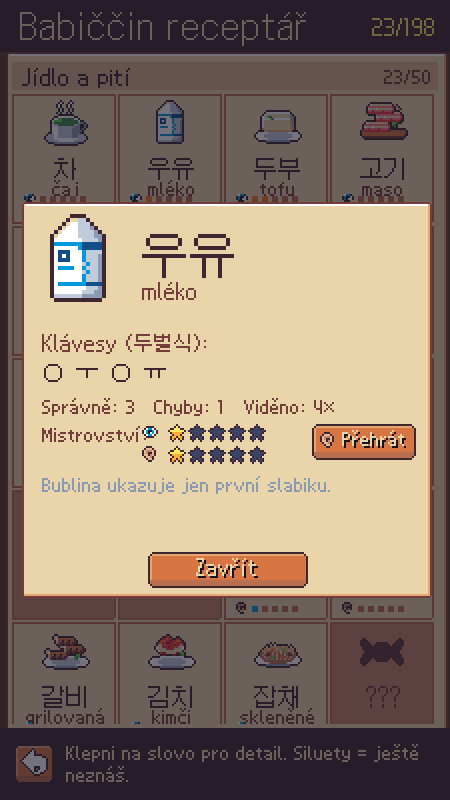 Babiččin receptář
23/198
Jídlo a pití
23/50
차
우유
두부
고기
čaj
mléko
tofu
maso
우유
mléko
Klávesy (두벌식):
ㅇ ㅜ ㅇ ㅠ
Správně: 3 Chyby: 1 Viděno: 4×
Mistrovství
Přehrát
Bublina ukazuje jen první slabiku.
Zavřít
갈비
김치
잡채
???
grilovaná
kimči
skleněné
Klepni na slovo pro detail. Siluety = ještě
neznáš.